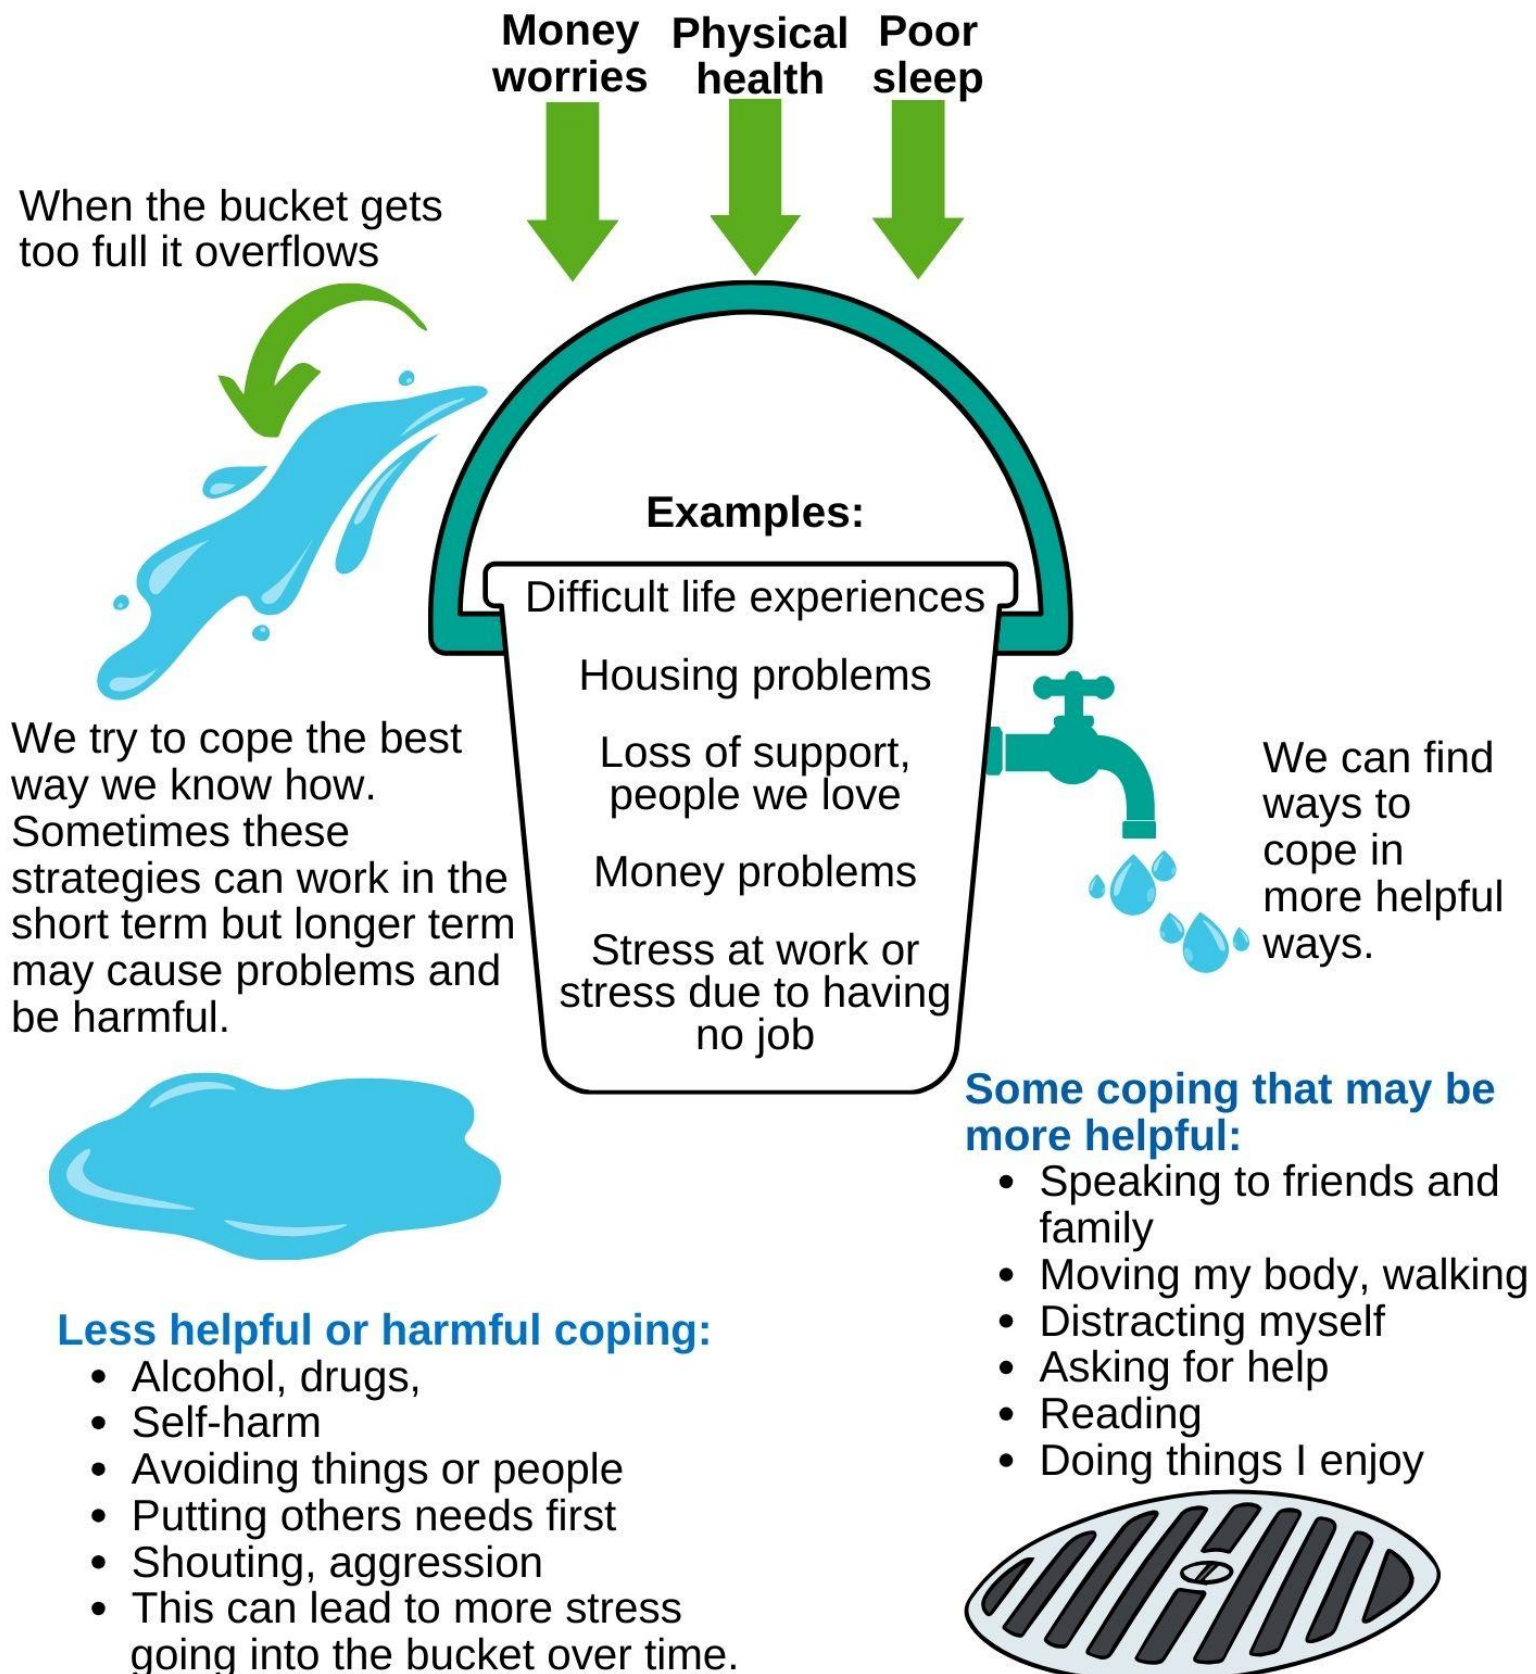 Money worries
Physical health
Poor sleep
When the bucket gets
too full it overflows
Examples:
Difficult life experiences
Housing problems
Loss of support,
people we love
Money problems
Stress at work or
stress due to having
no job
We try to cope the best
way we know how.
Sometimes these
strategies can work in the
short term but longer term
may cause problems and
be harmful.
We can find
ways to
cope in
more helpful
ways.
Some coping that may be
more helpful:
• Speaking to friends and
family
• Moving my body, walking
• Distracting myself
• Asking for help
• Reading
• Doing things I enjoy
Less helpful or harmful coping:
• Alcohol, drugs,
• Self-harm
• Avoiding things or people
• Putting others needs first
• Shouting, aggression
• This can lead to more stress
going into the bucket over time.